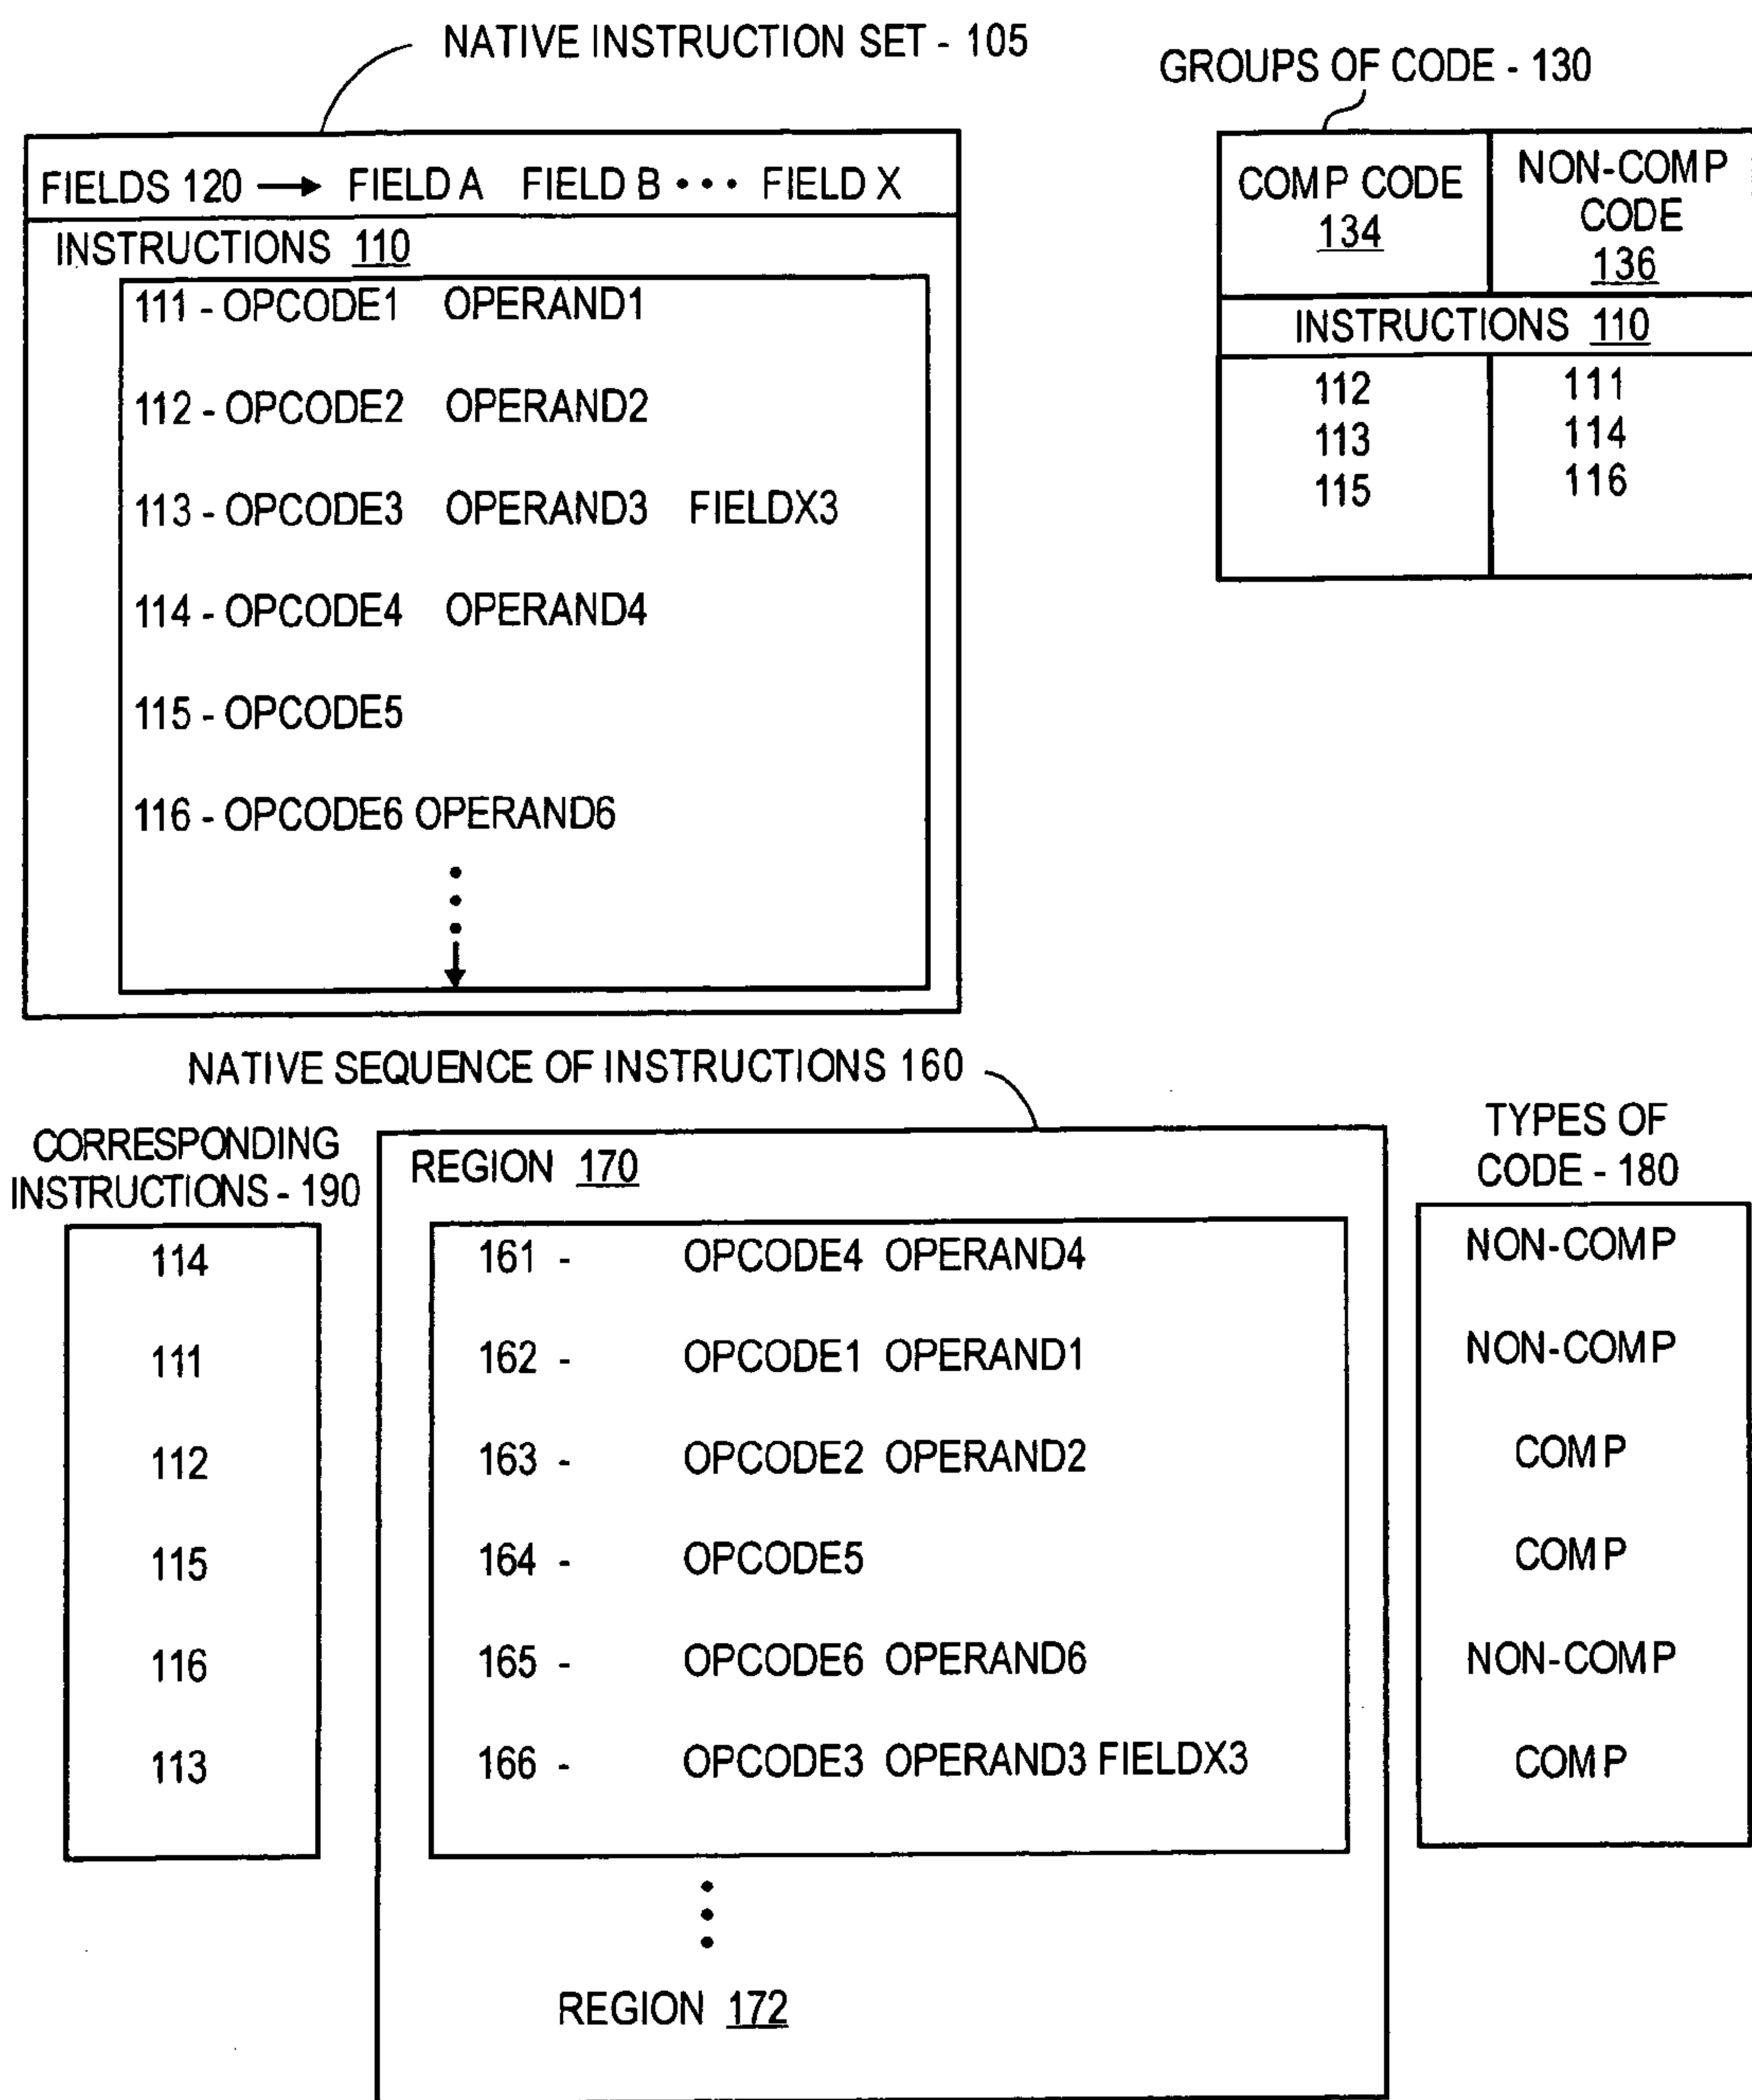 NATIVE INSTRUCTION SET - 105
FIELDS 120 → FIELD A FIELD B • • • FIELD X
INSTRUCTIONS 110
111 - OPCODE1 OPERAND1
112 - OPCODE2 OPERAND2
113 - OPCODE3 OPERAND3 FIELDX3
114 - OPCODE4 OPERAND4
115 - OPCODE5
116 - OPCODE6 OPERAND6
GROUPS OF CODE - 130
COMP CODE
134
NON-COMP
CODE
136
INSTRUCTIONS 110
112 111
113 114
115 116
NATIVE SEQUENCE OF INSTRUCTIONS 160
CORRESPONDING
INSTRUCTIONS - 190
114
111
112
115
116
113
REGION 170
161 - OPCODE4 OPERAND4
162 - OPCODE1 OPERAND1
163 - OPCODE2 OPERAND2
164 - OPCODE5
165 - OPCODE6 OPERAND6
166 - OPCODE3 OPERAND3 FIELDX3
REGION 172
TYPES OF
CODE - 180
NON-COMP
NON-COMP
COMP
COMP
NON-COMP
COMP